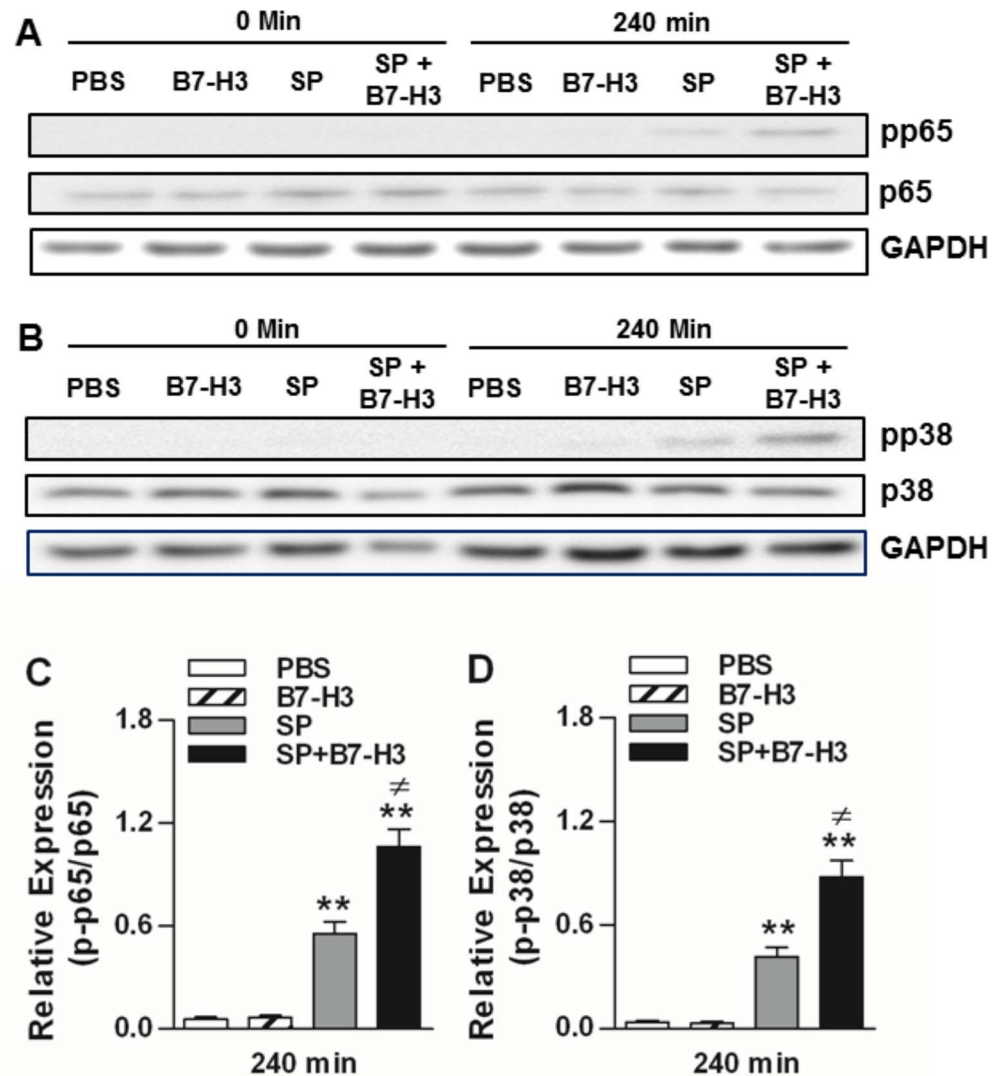 A
0 Min
240 min
PBS
B7-H3
SP
SP +
B7-H3
PBS
B7-H3
SP
SP +
B7-H3
pp65
p65
GAPDH
B
0 Min
240 Min
PBS
B7-H3
SP
SP +
B7-H3
PBS
B7-H3
SP
SP +
B7-H3
pp38
p38
GAPDH
C
PBS
B7-H3
SP
SP+B7-H3
Relative Expression
(p-p65/p65)
1.8
1.2
0.6
0.0
**
≠
**
240 min
D
PBS
B7-H3
SP
SP+B7-H3
Relative Expression
(p-p38/p38)
1.8
1.2
0.6
0.0
**
≠
**
240 min